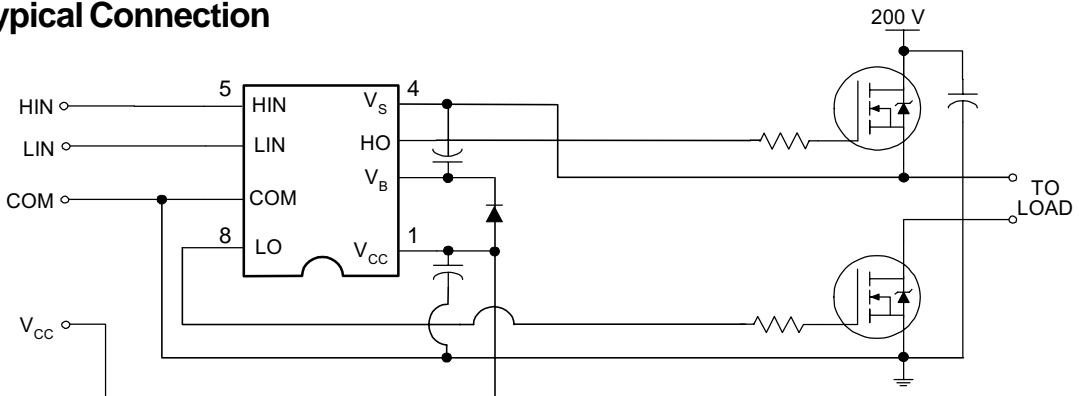 ypical Connection
200 V
5
4
HIN
HIN
V_S
LIN
LIN
HO
V_B
COM
COM
TO
LOAD
8
LO
1
V_CC
V_CC